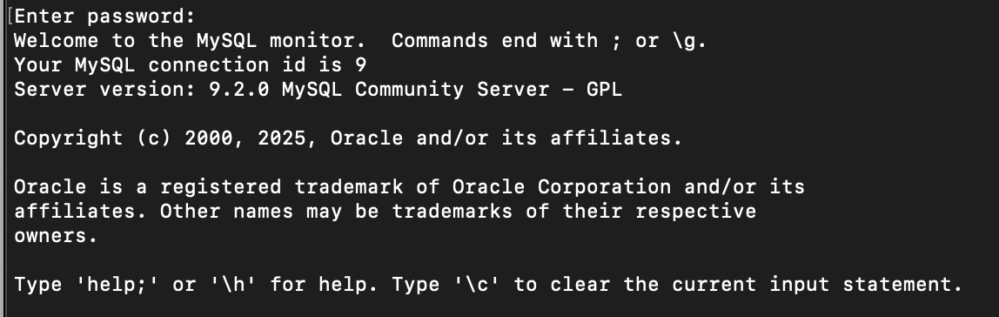 Enter password:
Welcome to the MySQL monitor.  Commands end with ; or \g.
Your MySQL connection id is 9
Server version: 9.2.0 MySQL Community Server - GPL
Copyright (c) 2000, 2025, Oracle and/or its affiliates.
Oracle is a registered trademark of Oracle Corporation and/or its
affiliates. Other names may be trademarks of their respective
owners.
Type 'help;' or '\h' for help. Type '\c' to clear the current input statement.